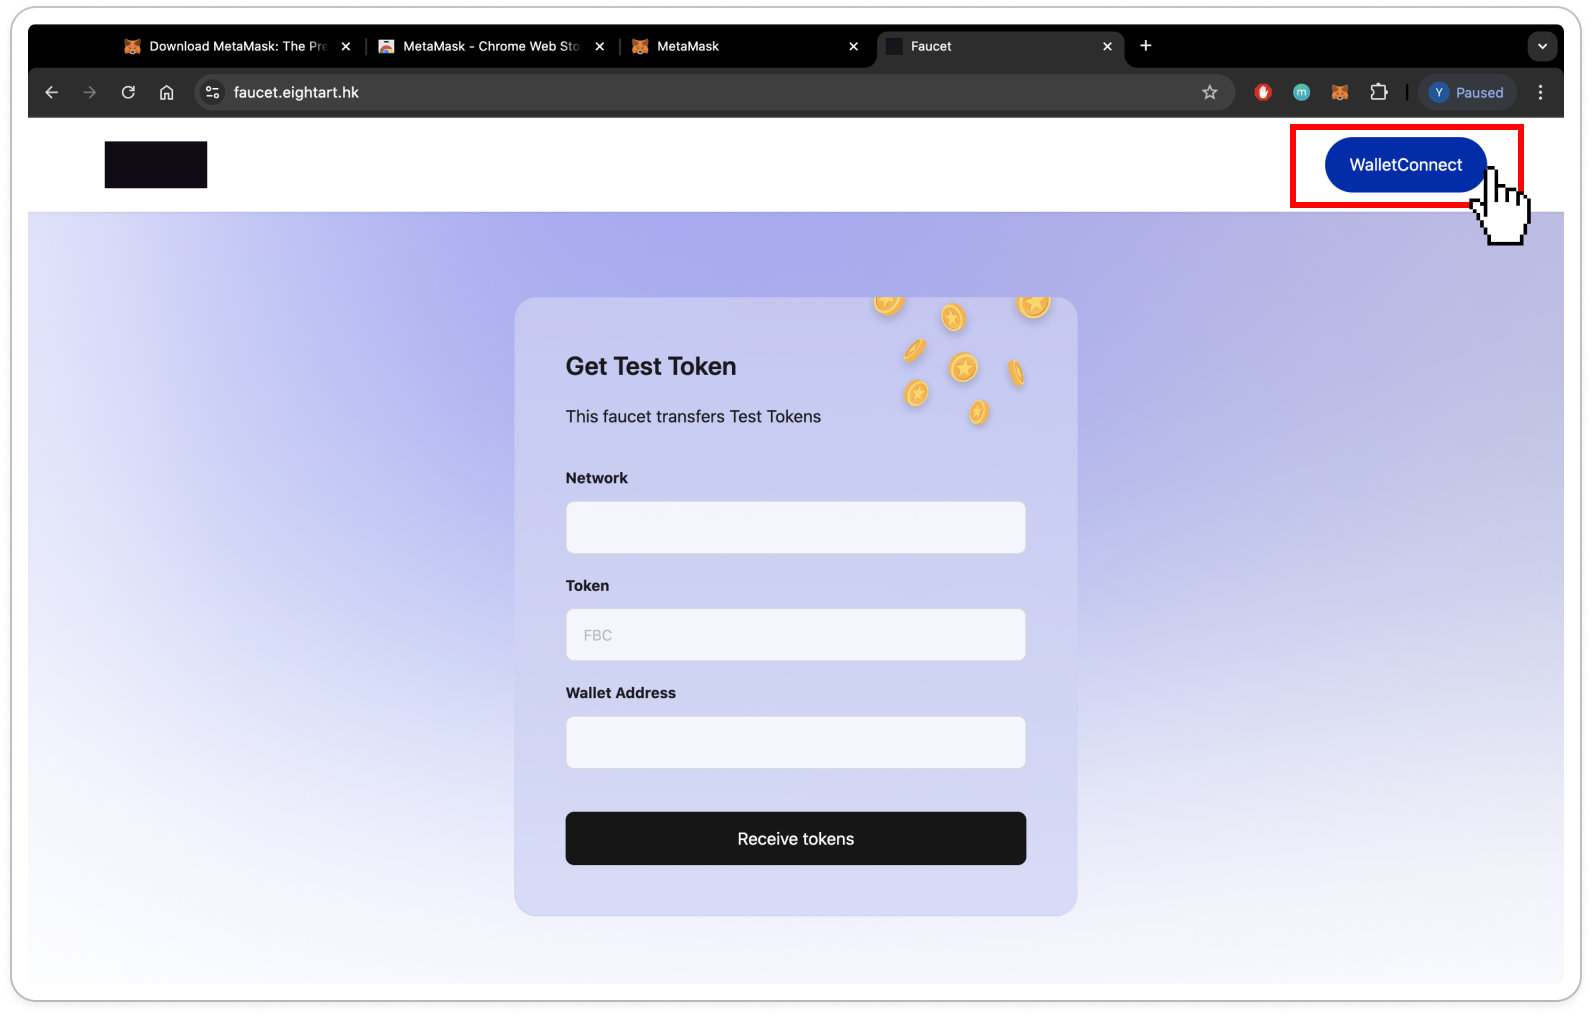 Download MetaMask: The Pre
MetaMask - Chrome Web Sto
MetaMask
Faucet
faucet.eightart.hk
m
Y Paused
WalletConnect
Get Test Token
This faucet transfers Test Tokens
Network
Token
FBC
Wallet Address
Receive tokens